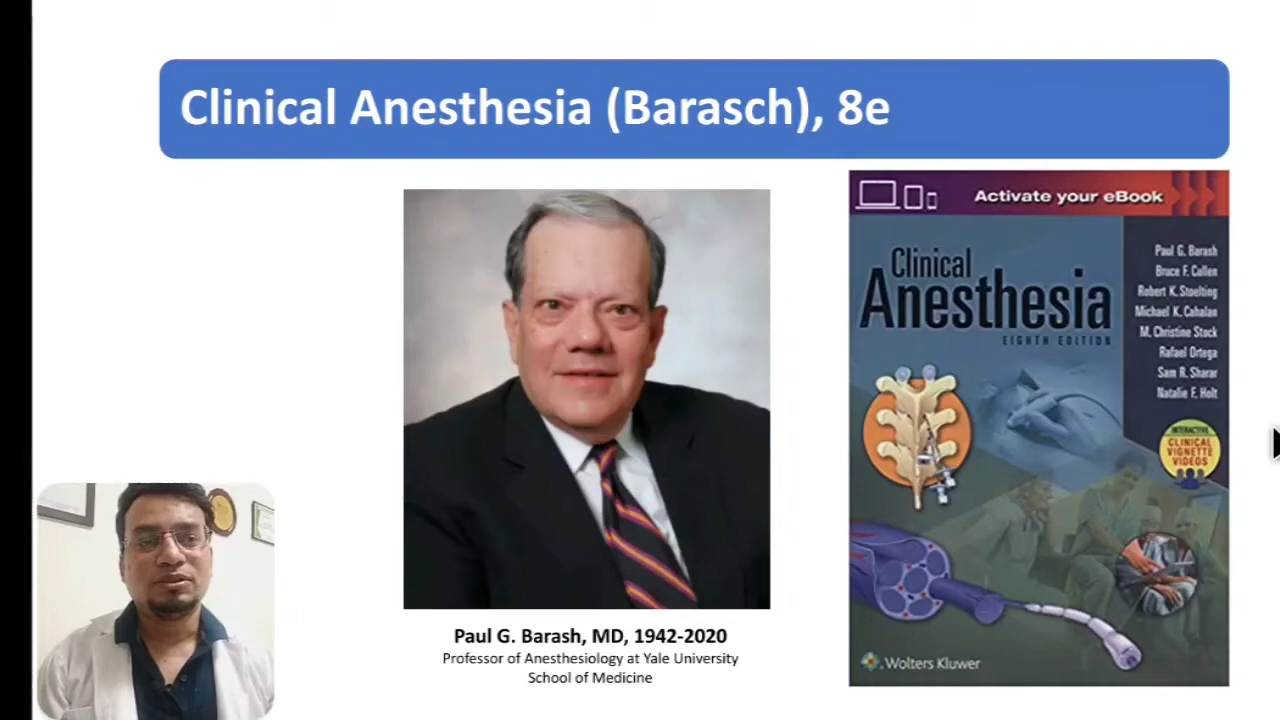 Clinical Anesthesia (Barasch), 8e
Paul G. Barash, MD, 1942-2020
Professor of Anesthesiology at Yale University
School of Medicine
Activate your eBook
Clinical
Anesthesia
EIGHTH EDITION
Paul G. Barash
Bruce F. Cullen
Robert K. Stoelting
Michael K. Cahalan
M. Christine Stock
Rafael Ortega
Sam R. Sharar
Natalie F. Holt
INTERACTIVE
CLINICAL
VIGNETTE
VIDEOS
Wolters Kluwer